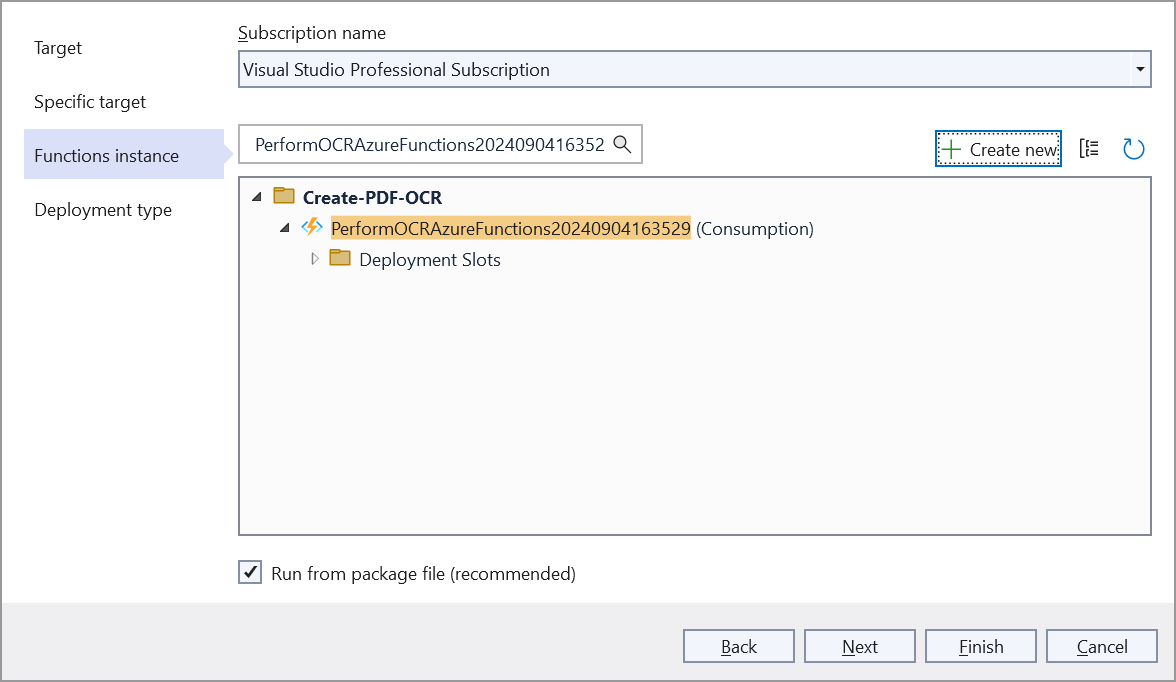 Target
Specific target
Functions instance
Deployment type
Subscription name
Visual Studio Professional Subscription
PerformOCRAzureFunctions2024090416352
Create new
Create-PDF-OCR
PerformOCRAzureFunctions20240904163529 (Consumption)
Deployment Slots
Run from package file (recommended)
Back Next Finish Cancel